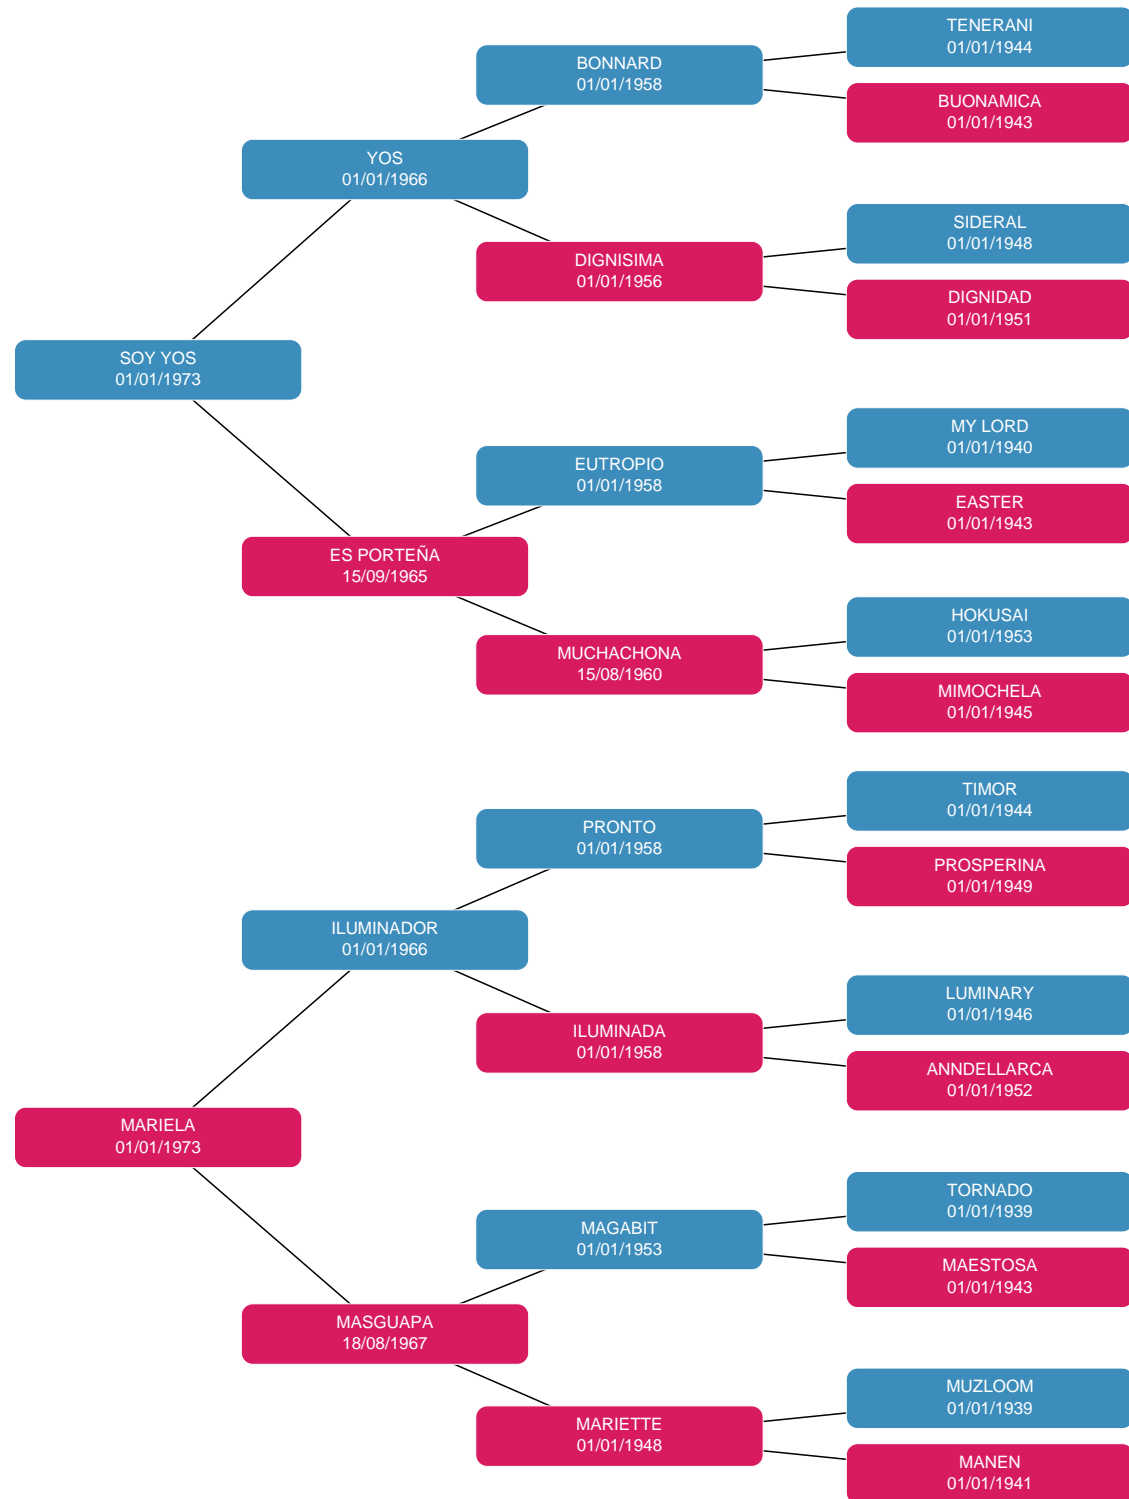 TENERANI
01/01/1944
BONNARD
01/01/1958
BUONAMICA
01/01/1943
YOS
01/01/1966
SIDERAL
01/01/1948
DIGNISIMA
01/01/1956
DIGNIDAD
01/01/1951
SOY YOS
01/01/1973
MY LORD
01/01/1940
EUTROPIO
01/01/1958
EASTER
01/01/1943
ES PORTEÑA
15/09/1965
HOKUSAI
01/01/1953
MUCHACHONA
15/08/1960
MIMOCHELA
01/01/1945
TIMOR
01/01/1944
PRONTO
01/01/1958
PROSPERINA
01/01/1949
ILUMINADOR
01/01/1966
LUMINARY
01/01/1946
ILUMINADA
01/01/1958
ANNDELLARCA
01/01/1952
MARIELA
01/01/1973
TORNADO
01/01/1939
MAGABIT
01/01/1953
MAESTOSA
01/01/1943
MASGUAPA
18/08/1967
MUZLOOM
01/01/1939
MARIETTE
01/01/1948
MANEN
01/01/1941